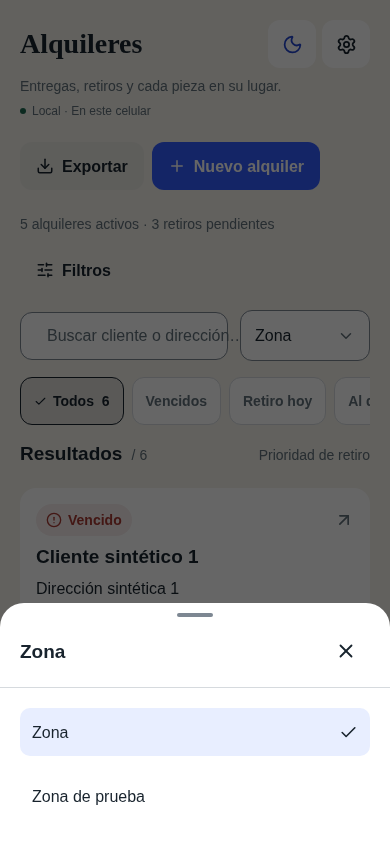 Alquileres
Entregas, retiros y cada pieza en su lugar.
Local · En este celular
Exportar
Nuevo alquiler
5 alquileres activos · 3 retiros pendientes
Filtros
Buscar cliente o dirección…
Zona
Todos 6
Vencidos
Retiro hoy
Al d
Resultados / 6
Prioridad de retiro
Vencido
Cliente sintético 1
Dirección sintética 1
Zona
Zona
Zona de prueba